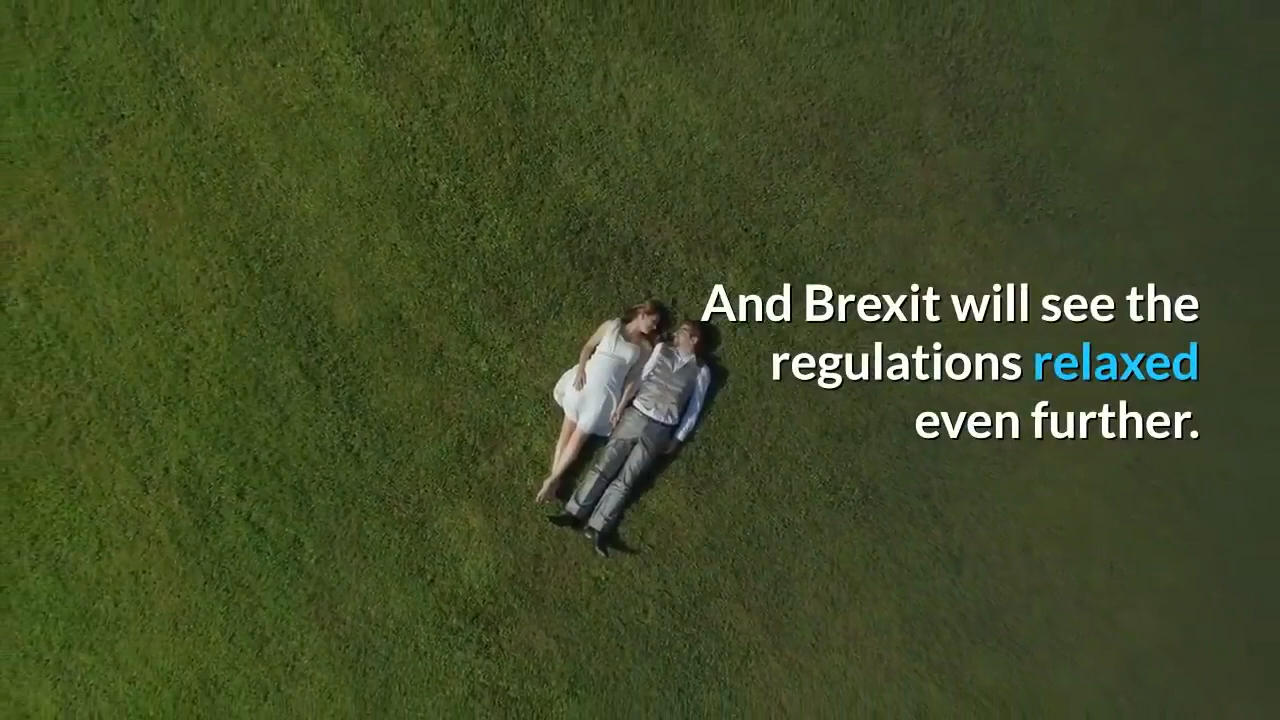 And Brexit will see the
regulations relaxed
even further.